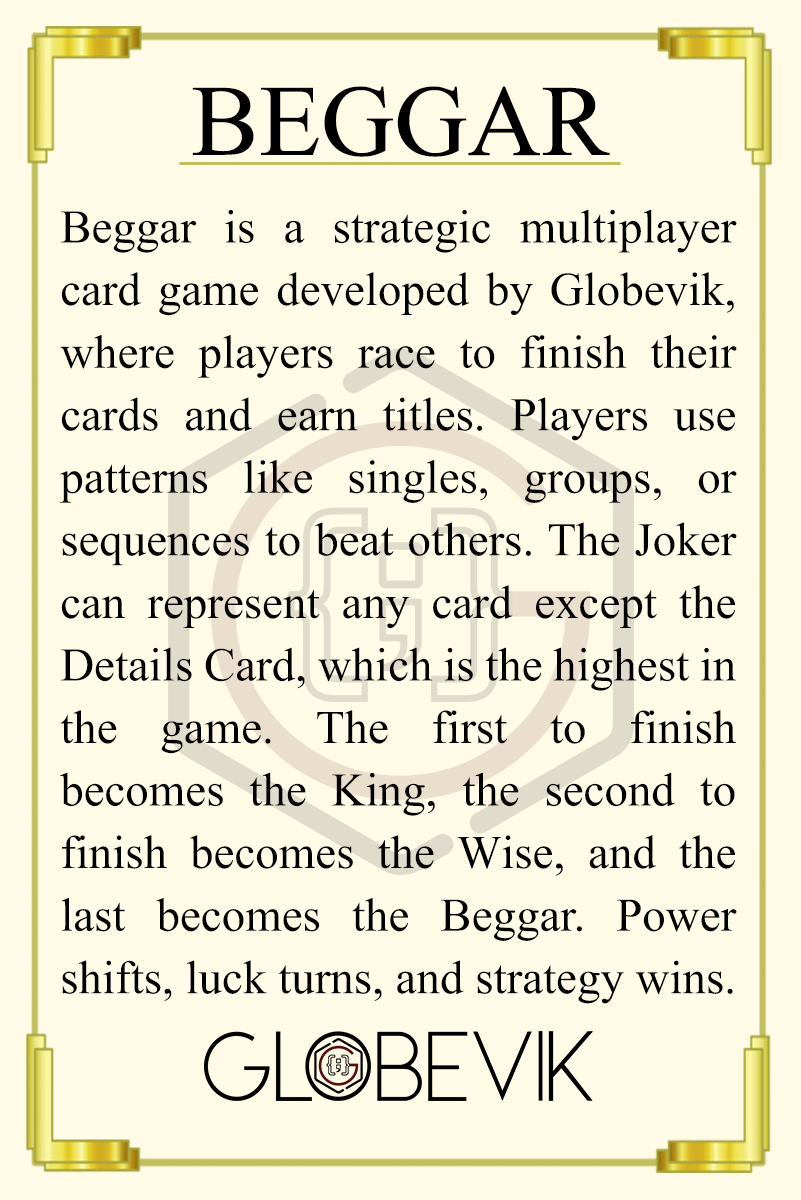 BEGGAR
Beggar is a strategic multiplayer
card game developed by Globevik,
where players race to finish their
cards and earn titles. Players use
patterns like singles, groups, or
sequences to beat others. The Joker
can represent any card except the
Details Card, which is the highest in
the game. The first to finish
becomes the King, the second to
finish becomes the Wise, and the
last becomes the Beggar. Power
shifts, luck turns, and strategy wins.
GLOBEVIK